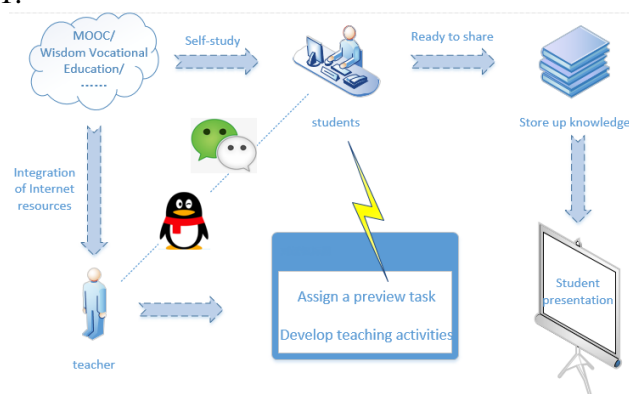 MOOC/
Wisdom Vocational
Education/
......
Self-study
Ready to share
students
Store up knowledge
Integration
of Internet
resources
Assign a preview task
Develop teaching activities
Student
presentation
teacher